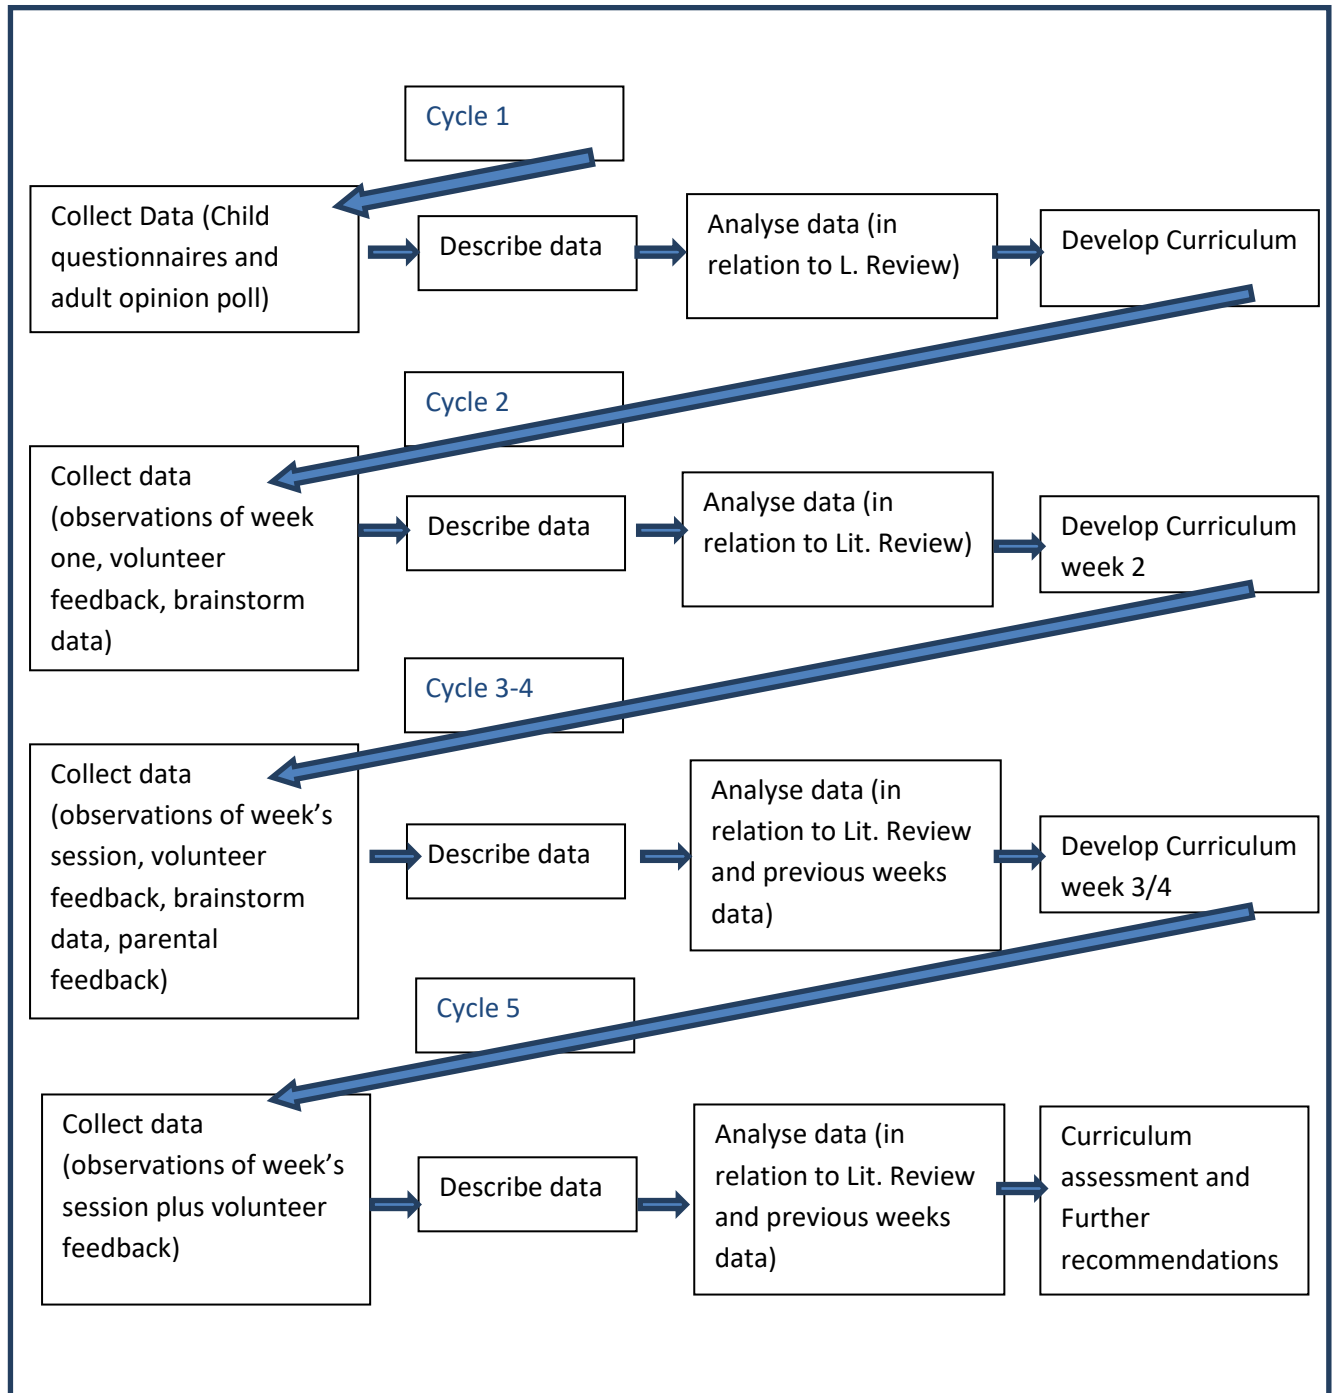 Cycle 1
Collect Data (Child
questionnaires and
adult opinion poll)
Describe data
Analyse data (in
relation to L. Review)
Develop Curriculum
Cycle 2
Collect data
(observations of week
one, volunteer
feedback, brainstorm
data)
Describe data
Analyse data (in
relation to Lit. Review)
Develop Curriculum
week 2
Cycle 3-4
Collect data
(observations of week’s
session, volunteer
feedback, brainstorm
data, parental
feedback)
Describe data
Analyse data (in
relation to Lit. Review
and previous weeks
data)
Develop Curriculum
week 3/4
Cycle 5
Collect data
(observations of week’s
session plus volunteer
feedback)
Describe data
Analyse data (in
relation to Lit. Review
and previous weeks
data)
Curriculum
assessment and
Further
recommendations